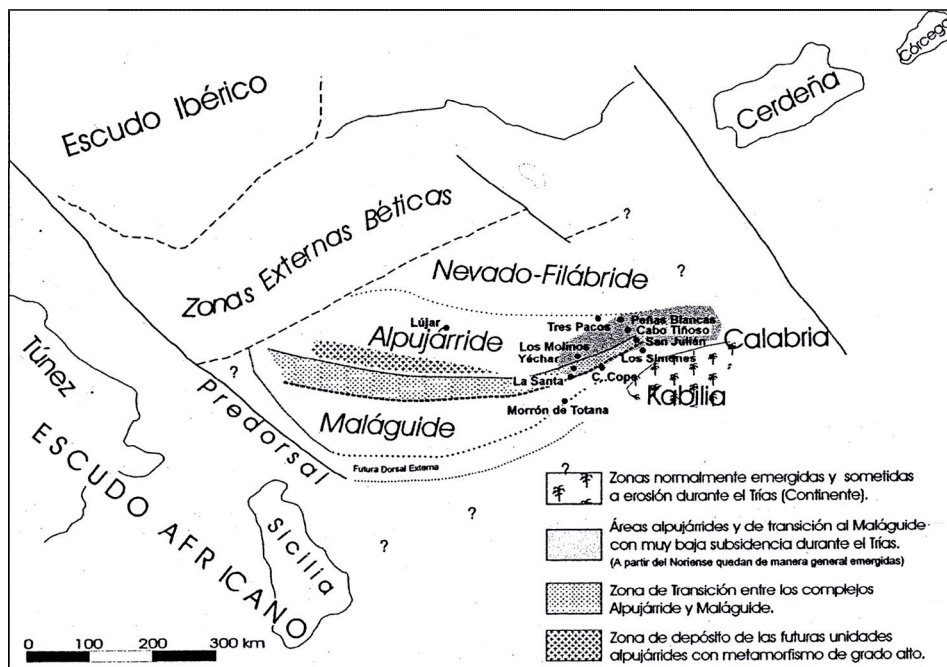 Córcega
Cerdeña
Escudo Ibérico
Zonas Externas Béticas
?
Nevado-Filábride
?
Lújar
Peñas Blancas
Tres Pacos
Cabo Tiñoso
Alpujárride
San Julián
Calabria
Los Molinos
Túnez
Yéchar
Los Simones
?
?
La Santa
C. Cope
Kabilia
Predorsal
Morrón de Totana
Maláguide
Futura Dorsal Externa
ESCUDO AFRICANO
Sicilia
?
?
?
?
Zonas normalmente emergidas y sometidas
a erosión durante el Trías (Continente).
Áreas alpujárrides y de transición al Maláguide
con muy baja subsidencia durante el Trías.
(A partir del Noriense quedan de manera general emergidas)
Zona de Transición entre los complejos
Alpujárride y Maláguide.
Zona de depósito de las futuras unidades
alpujárrides con metamorfismo de grado alto.
0 100 200 300 km